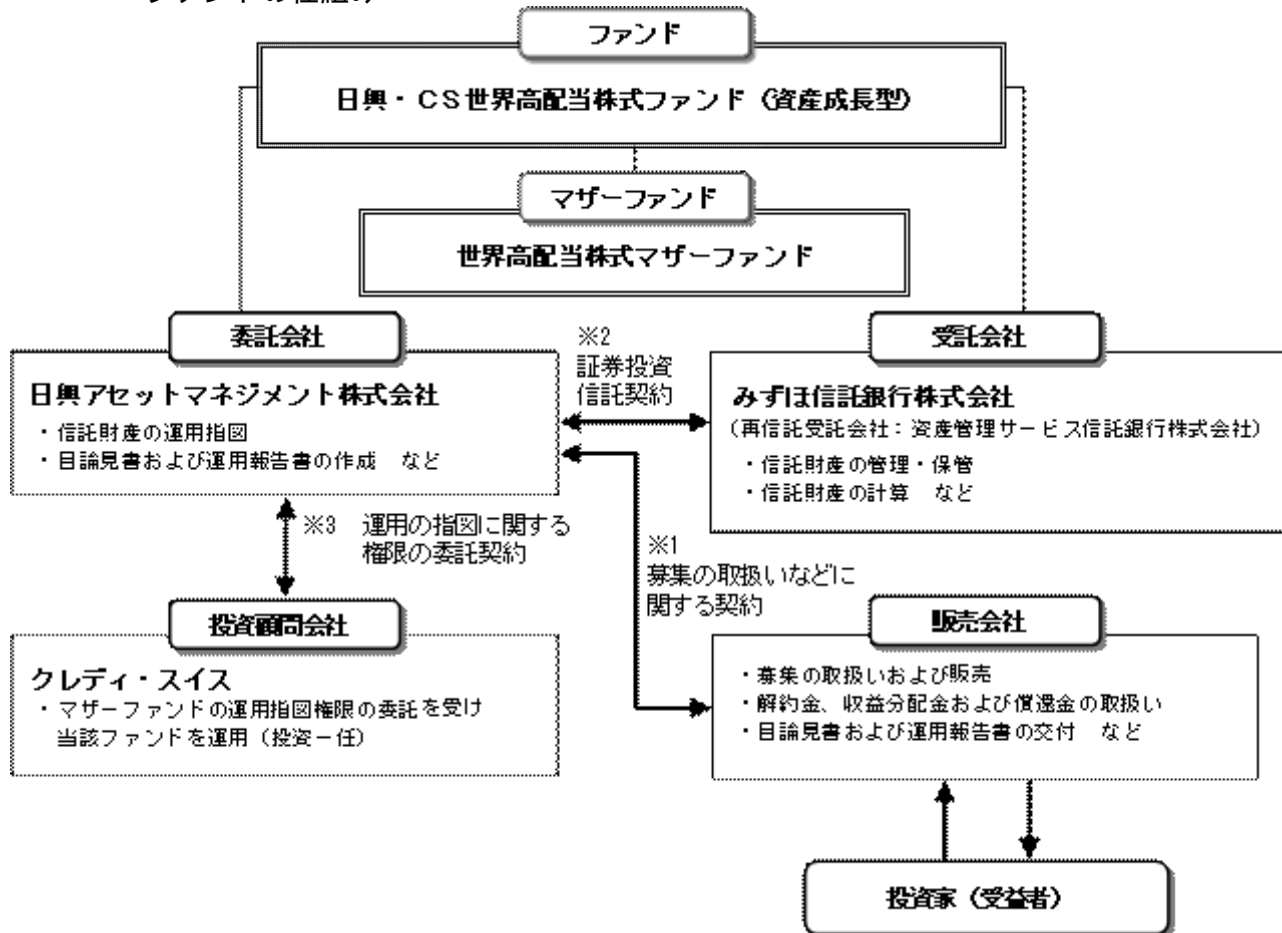 ファンドの仕組み
ファンド
日興・CS世界高配当株式ファンド（資産成長型）
マザーファンド
世界高配当株式マザーファンド
委託会社
日興アセットマネジメント株式会社
・信託財産の運用指図
・目論見書および運用報告書の作成　など
※2
証券投資
信託契約
受託会社
みずほ信託銀行株式会社
（再信託受託会社：資産管理サービス信託銀行株式会社）
・信託財産の管理・保管
・信託財産の計算　など
※3　運用の指図に関する
権限の委託契約
※1
募集の取扱いなどに
関する契約
投資顧問会社
クレディ・スイス
・マザーファンドの運用指図権限の委託を受け
当該ファンドを運用（投資一任）
販売会社
・募集の取扱いおよび販売
・解約金、収益分配金および償還金の取扱い
・目論見書および運用報告書の交付　など
投資家（受益者）